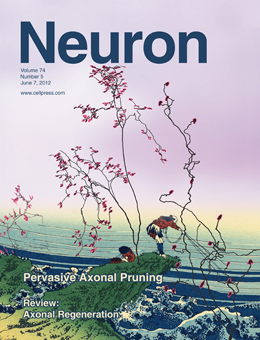 Neuron
Volume 74
Number 5
June 7, 2012
www.cellpress.com
Pervasive Axonal Pruning
Review:
Axonal Regeneration